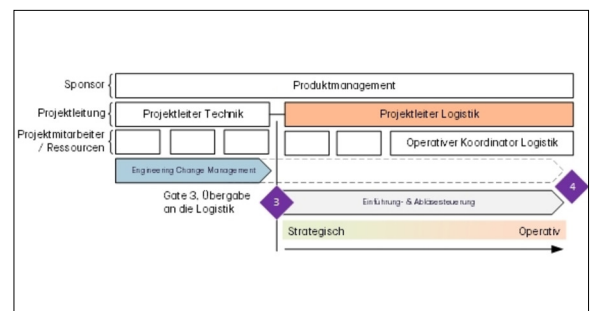 Sponsor
Produktmanagement
Projektleitung
Projektleiter Technik
Projektleiter Logistik
Projektmitarbeiter
/ Ressourcen
Operativer Koordinator Logistik
Engineering Change Management
Gate 3, Übergabe
an die Logistik
3
4
Einführung- & Ablösesteuerung
Strategisch
Operativ